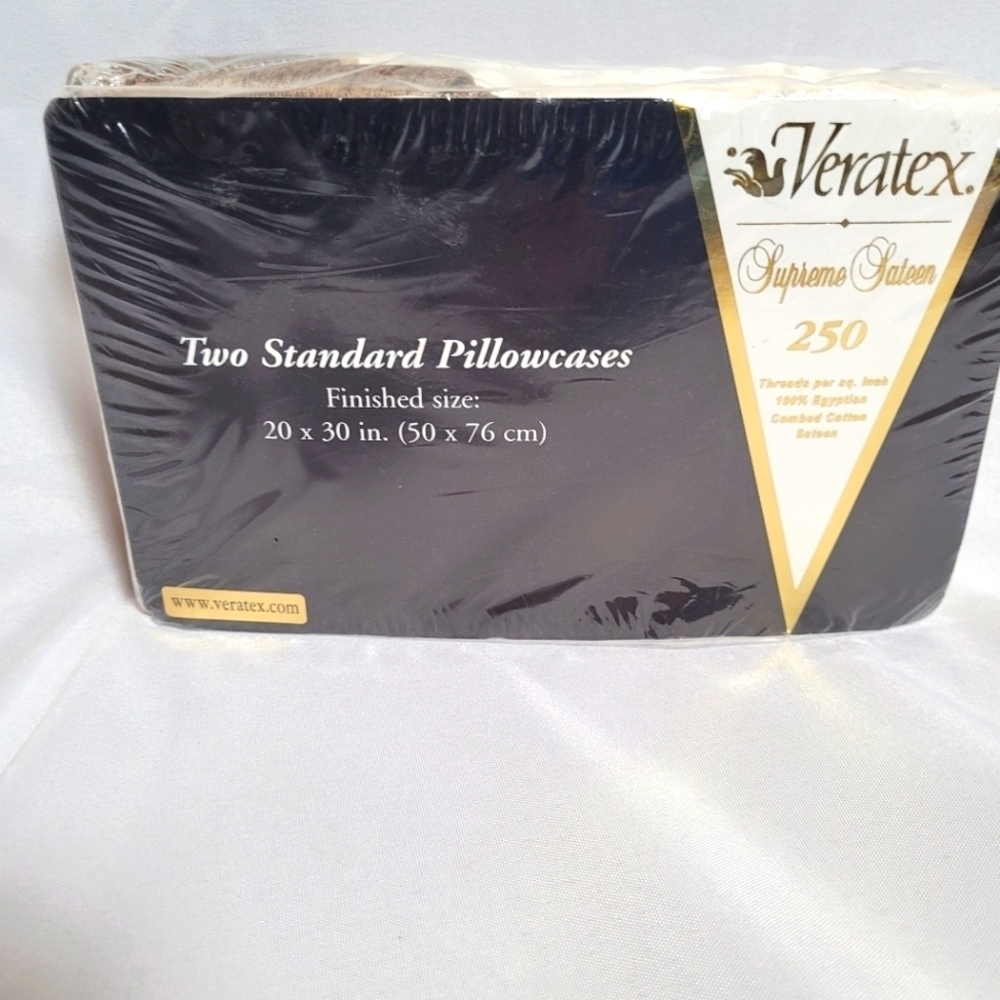 Veratex.
Supreme Sateen
250
Threads per sq. inch
100% Egyptian
Combed Cotton
Sateen
Two Standard Pillowcases
Finished size:
20 x 30 in. (50 x 76 cm)
www.veratex.com